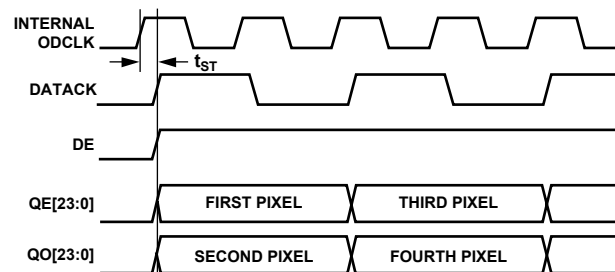 INTERNAL
ODCLK
tST
DATACK
DE
QE[23:0] FIRST PIXEL THIRD PIXEL
QO[23:0] SECOND PIXEL FOURTH PIXEL